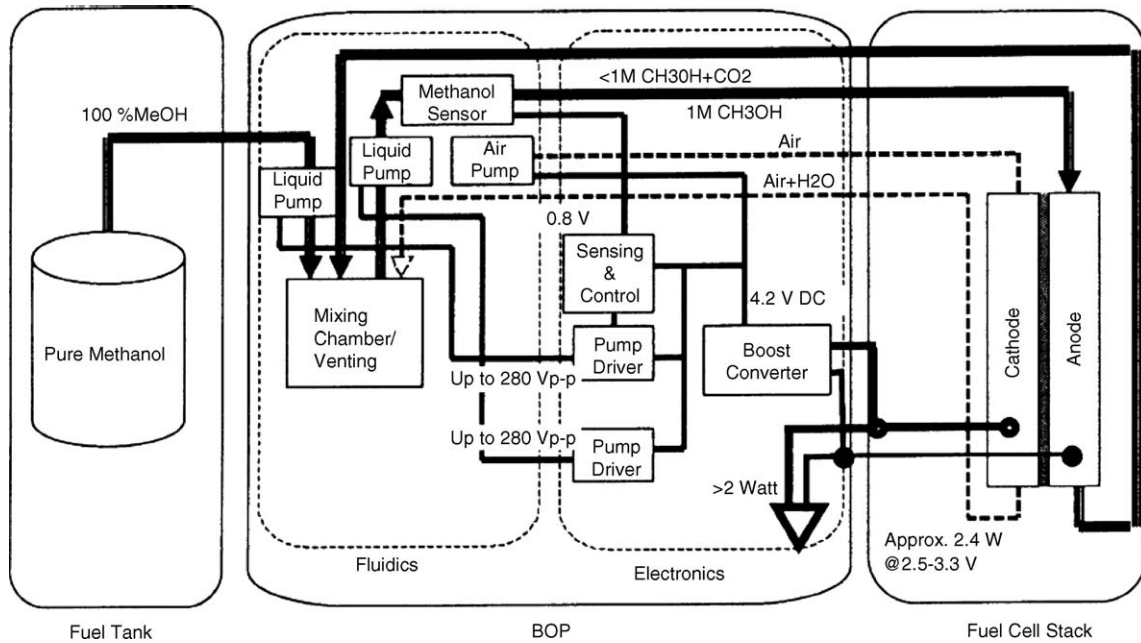 100 %MeOH
Pure Methanol
Fuel Tank
<1M CH30H+CO2
Methanol
Sensor
1M CH3OH
Liquid
Pump
Air
Pump
Air
Liquid
Pump
Air+H2O
0.8 V
Sensing
&
Control
4.2 V DC
Mixing
Chamber/
Venting
Pump
Driver
Boost
Converter
Up to 280 Vp-p
Up to 280 Vp-p
Pump
Driver
>2 Watt
Fluidics
Electronics
BOP
Cathode
Anode
Approx. 2.4 W
@2.5-3.3 V
Fuel Cell Stack